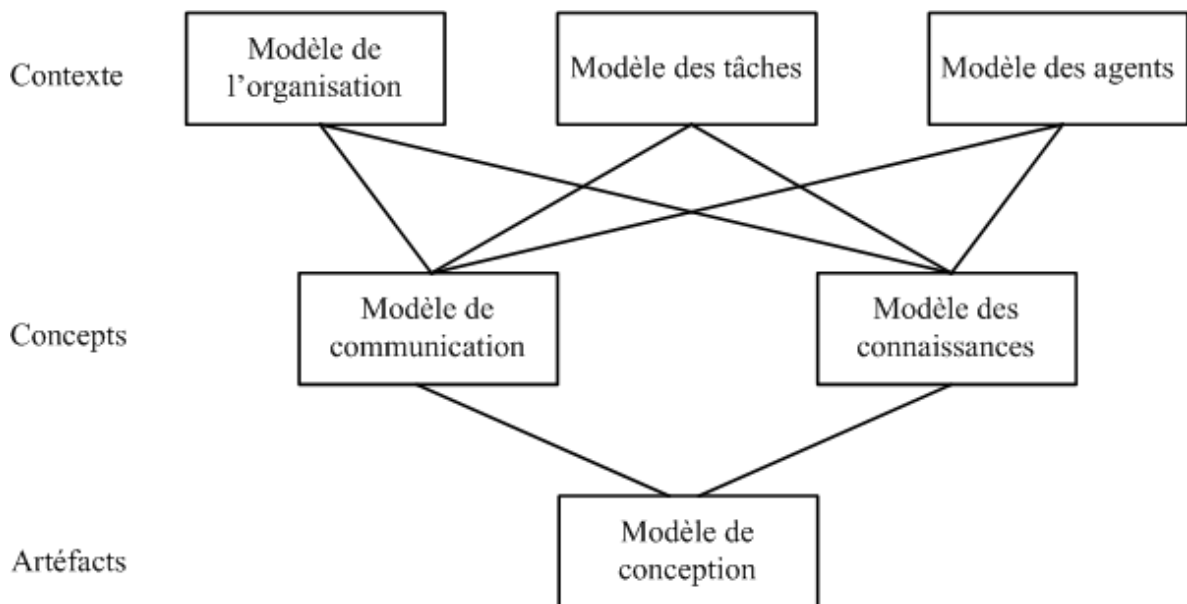 Contexte
Modèle de
l'organisation
Modèle des tâches
Modèle des agents
Concepts
Modèle de
communication
Modèle des
connaissances
Artéfacts
Modèle de
conception